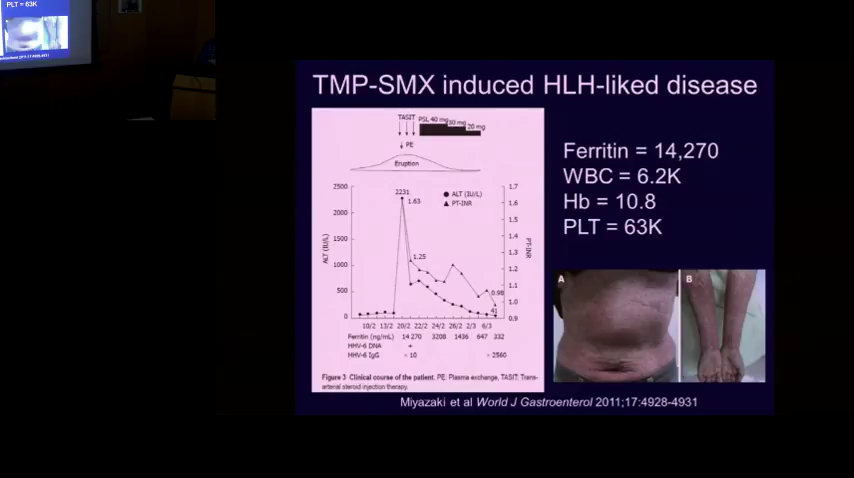 PLT = 63K
TMP-SMX induced HLH-liked disease
TASIT
PSL 40 mg
30 mg
20 mg
PE
Eruption
2500
2000
1500
1000
500
0
ALT (IU/L)
2231
1.63
1.25
0.98
41
ALT (IU/L)
PT-INR
1.7
1.6
1.5
1.4
1.3
1.2
1.1
1.0
0.9
PT-INR
10/2 13/2 20/2 22/2 24/2 26/2 2/3 6/3
Ferritin (ng/mL) 14 270 3208 1436 647 332
HHV-6 DNA +
HHV-6 IgG × 10 × 2560
Figure 3 Clinical course of the patient. PE: Plasma exchange, TASIT: Trans-
arterial steroid injection therapy.
Ferritin = 14,270
WBC = 6.2K
Hb = 10.8
PLT = 63K
A
B
Miyazaki et al World J Gastroenterol 2011;17:4928-4931